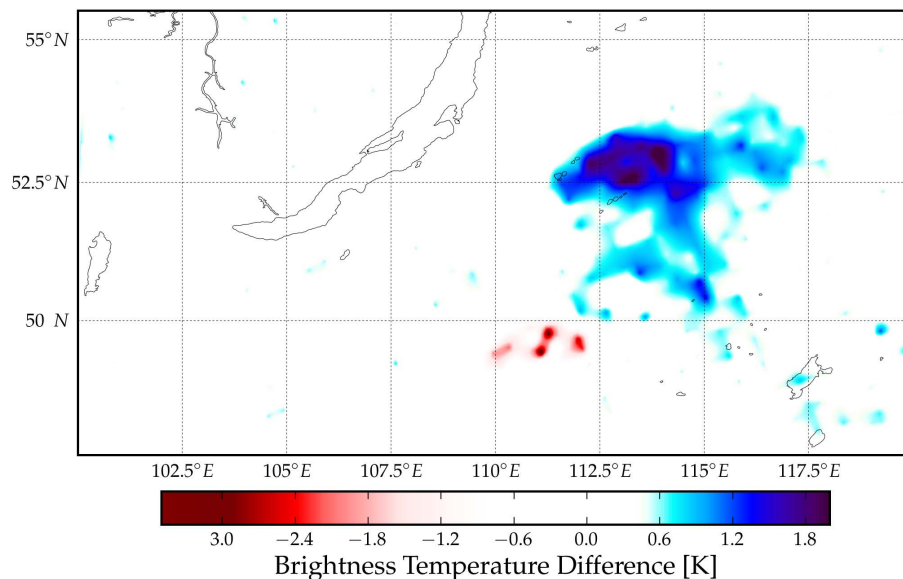 55° N
52.5° N
50 N
102.5°E
105°E
107.5°E
110°E
112.5°E
115°E
117.5°E
3.0
−2.4
−1.8
−1.2
−0.6
0.0
0.6
1.2
1.8
Brightness Temperature Difference [K]